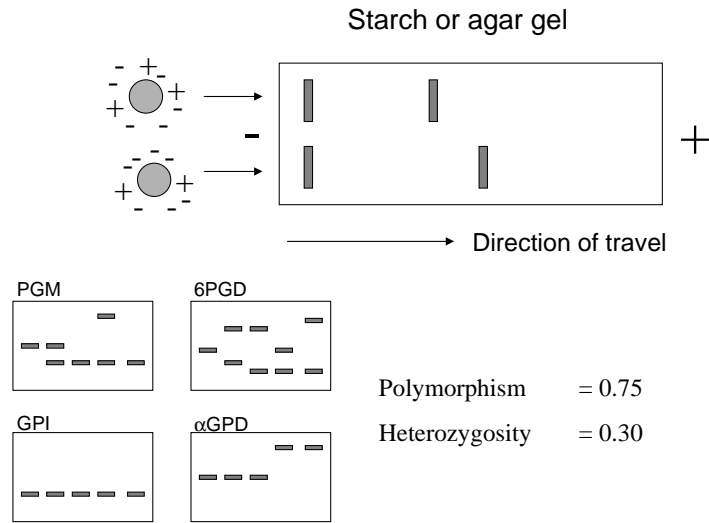 Starch or agar gel
+
-
+
-
-
+
+
-
-
-
-
+
-
-
-
-
-
+
+
-
-
-
-
Direction of travel
PGM
6PGD
Polymorphism = 0.75
GPI
αGPD
Heterozygosity = 0.30